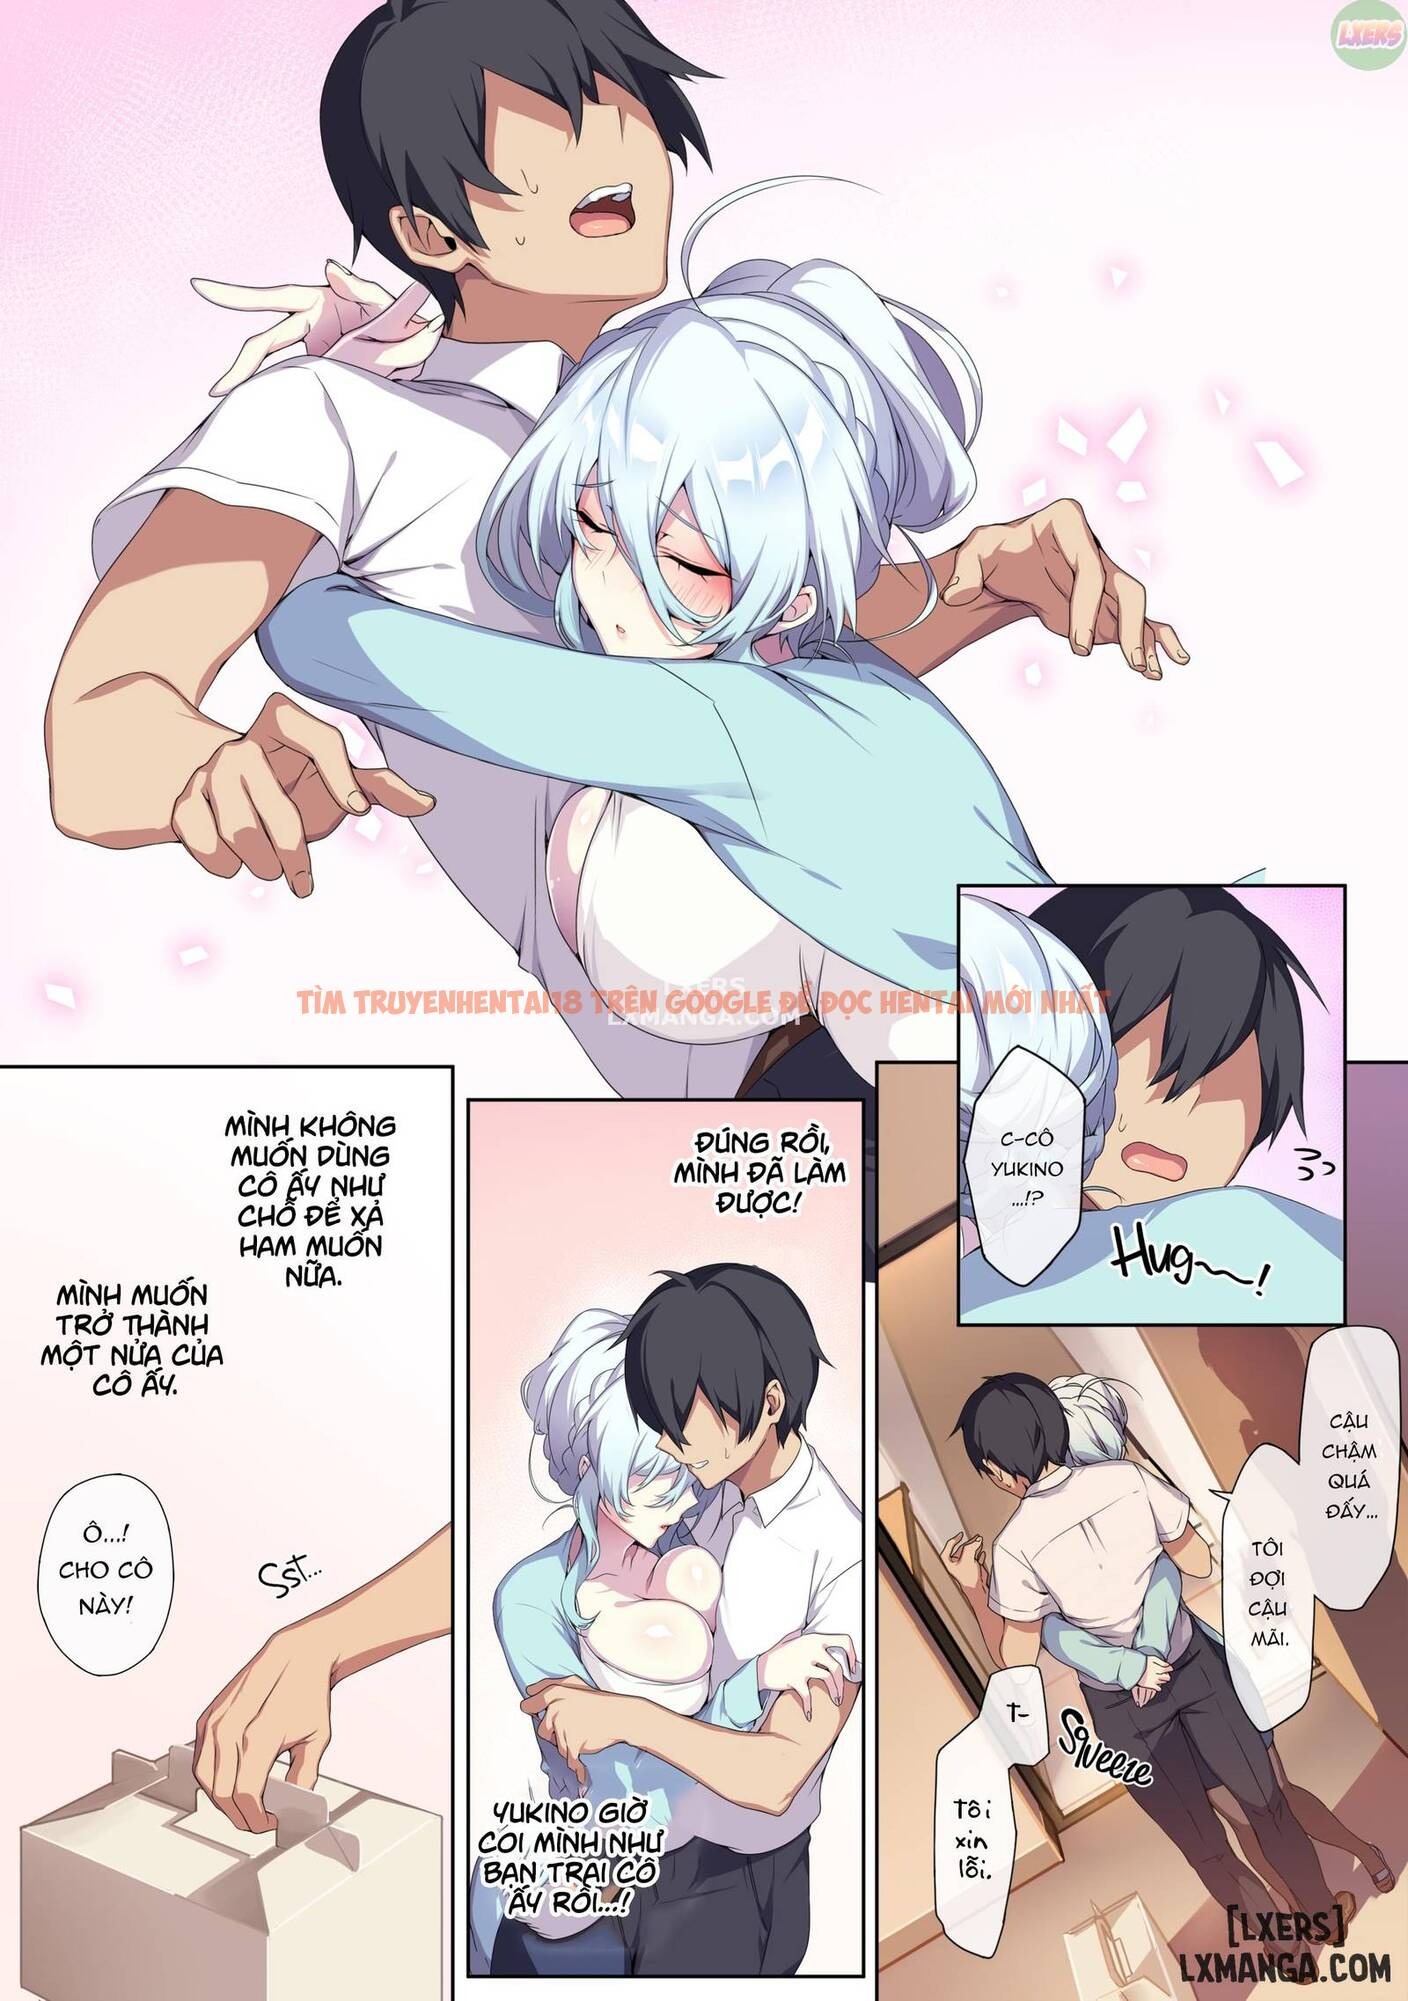 LXERS
LXERS
TÌM TRUYENHENTAI18 TRÊN GOOGLE ĐỂ ĐỌC HENTAI MỚI NHẤT
LXMANGA.COM
C-CÔ
YUKINO
...!?
Hug~~!
CẬU
CHẬM
QUÁ
ĐẤY...
TÔI
ĐỢI
CẬU
MÃI.
T-
TÔI
XIN
LỖI.
Squeeze
ĐÚNG RỒI,
MÌNH ĐÃ LÀM
ĐƯỢC!
YUKINO GIỜ
COI MÌNH NHƯ
BẠN TRAI CÔ
ẤY RỒI...!
MÌNH KHÔNG
MUỐN DÙNG
CÔ ẤY NHƯ
CHỖ ĐỂ XẢ
HAM MUỐN
NỮA.
MÌNH MUỐN
TRỞ THÀNH
MỘT NỬA CỦA
CÔ ẤY.
Ô...!
CHO CÔ
NÀY!
SST...
[LXERS]
LXMANGA.COM